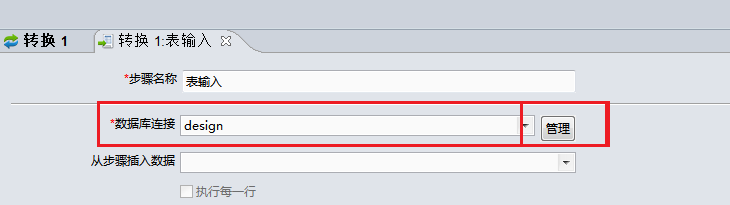 转换 1
转换 1:表输入
*步骤名称 表输入
*数据库连接 design 管理
从步骤插入数据
执行每一行